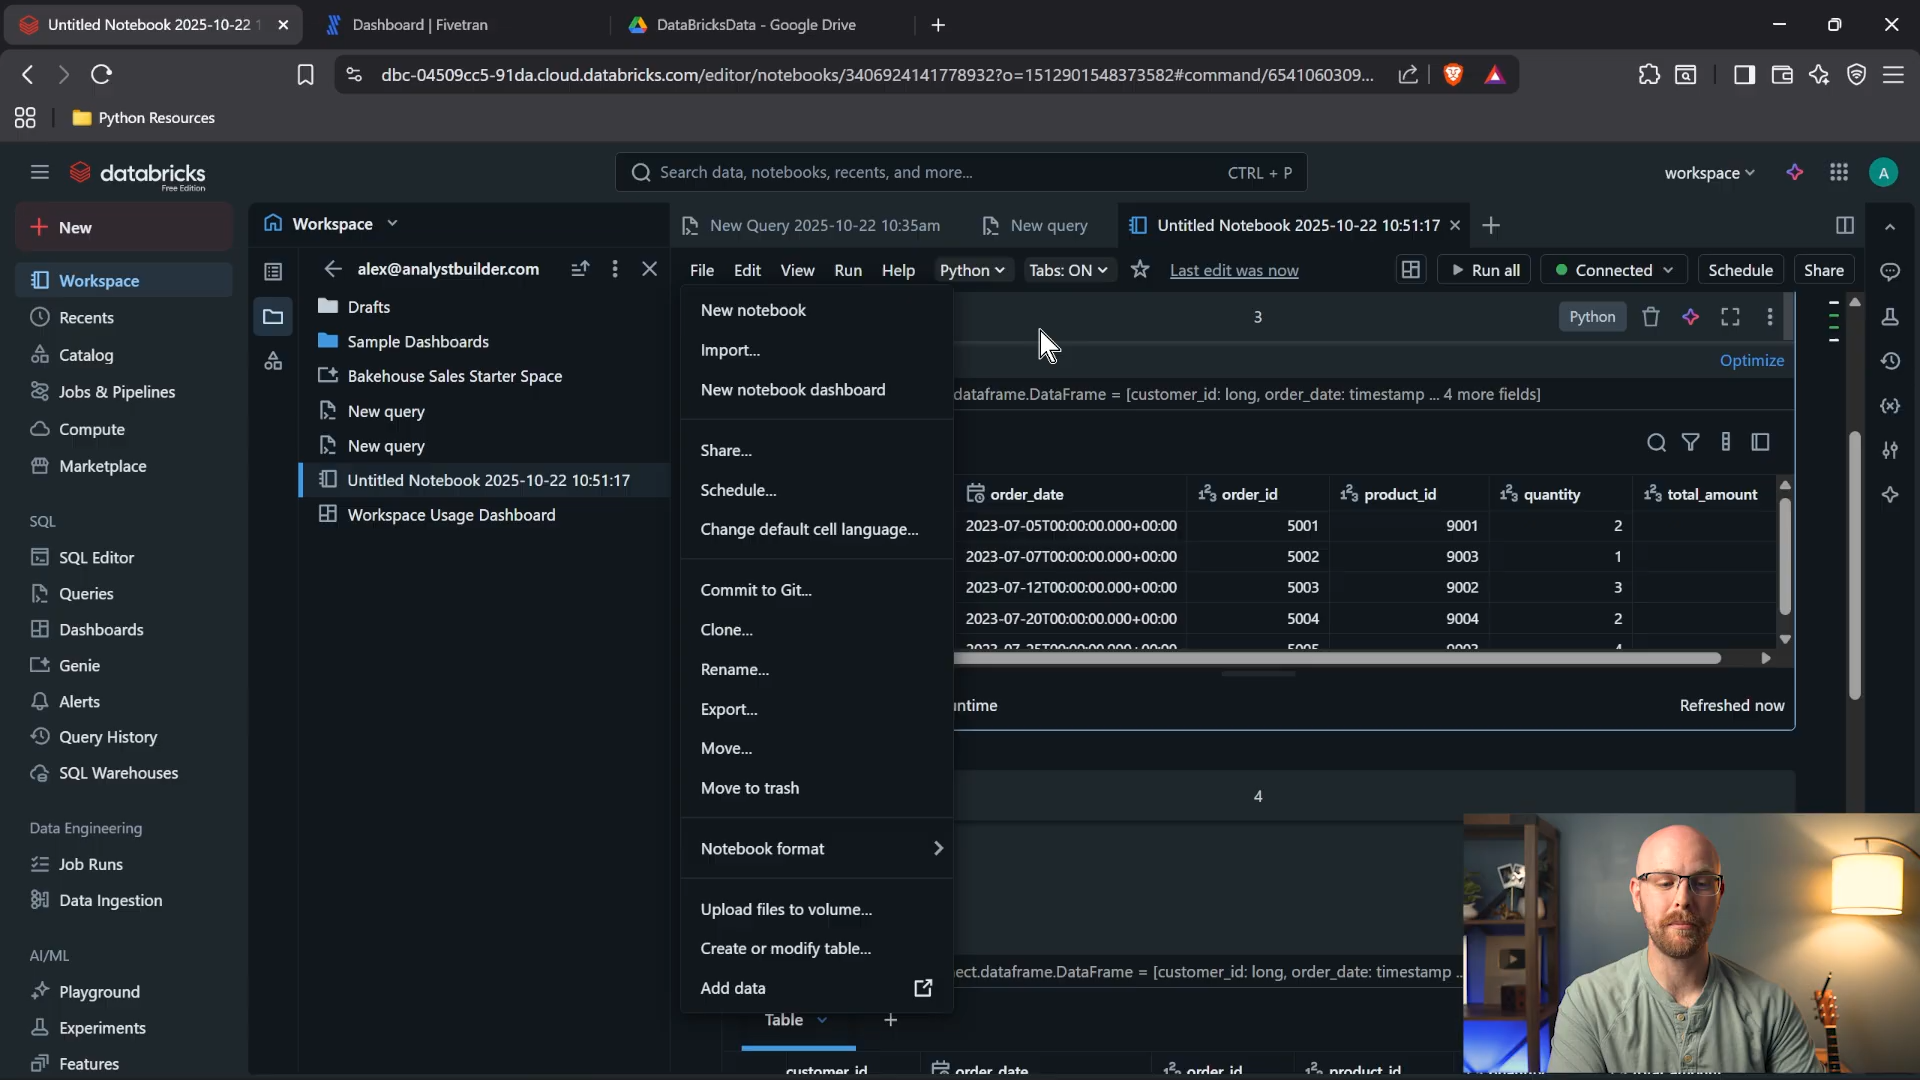 Untitled Notebook 2025-10-22 1
Dashboard | Fivetran
DataBricksData - Google Drive
dbc-04509cc5-91da.cloud.databricks.com/editor/notebooks/3406924141778932?o=1512901548373582#command/6541060309...
Python Resources
databricks
Free Edition
Search data, notebooks, recents, and more...
CTRL + P
workspace
A
New
Workspace
Recents
Catalog
Jobs & Pipelines
Compute
Marketplace
SQL
SQL Editor
Queries
Dashboards
Genie
Alerts
Query History
SQL Warehouses
Data Engineering
Job Runs
Data Ingestion
AI/ML
Playground
Experiments
Features
Workspace
alex@analystbuilder.com
Drafts
Sample Dashboards
Bakehouse Sales Starter Space
New query
New query
Untitled Notebook 2025-10-22 10:51:17
Workspace Usage Dashboard
New Query 2025-10-22 10:35am
New query
Untitled Notebook 2025-10-22 10:51:17
File Edit View Run Help Python Tabs: ON Last edit was now
Run all
Connected
Schedule
Share
New notebook
Import...
New notebook dashboard
Share...
Schedule...
Change default cell language...
Commit to Git...
Clone...
Rename...
Export...
Move...
Move to trash
Notebook format
Upload files to volume...
Create or modify table...
Add data
3
Python
Optimize
dataframe.DataFrame = [customer_id: long, order_date: timestamp ... 4 more fields]
order_date order_id product_id quantity total_amount
2023-07-05T00:00:00.000+00:00 5001 9001 2
2023-07-07T00:00:00.000+00:00 5002 9003 1
2023-07-12T00:00:00.000+00:00 5003 9002 3
2023-07-20T00:00:00.000+00:00 5004 9004 2
untime
Refreshed now
4
ect.dataframe.DataFrame = [customer_id: long, order_date: timestamp ..
Table
customer_id order_date order_id product_id